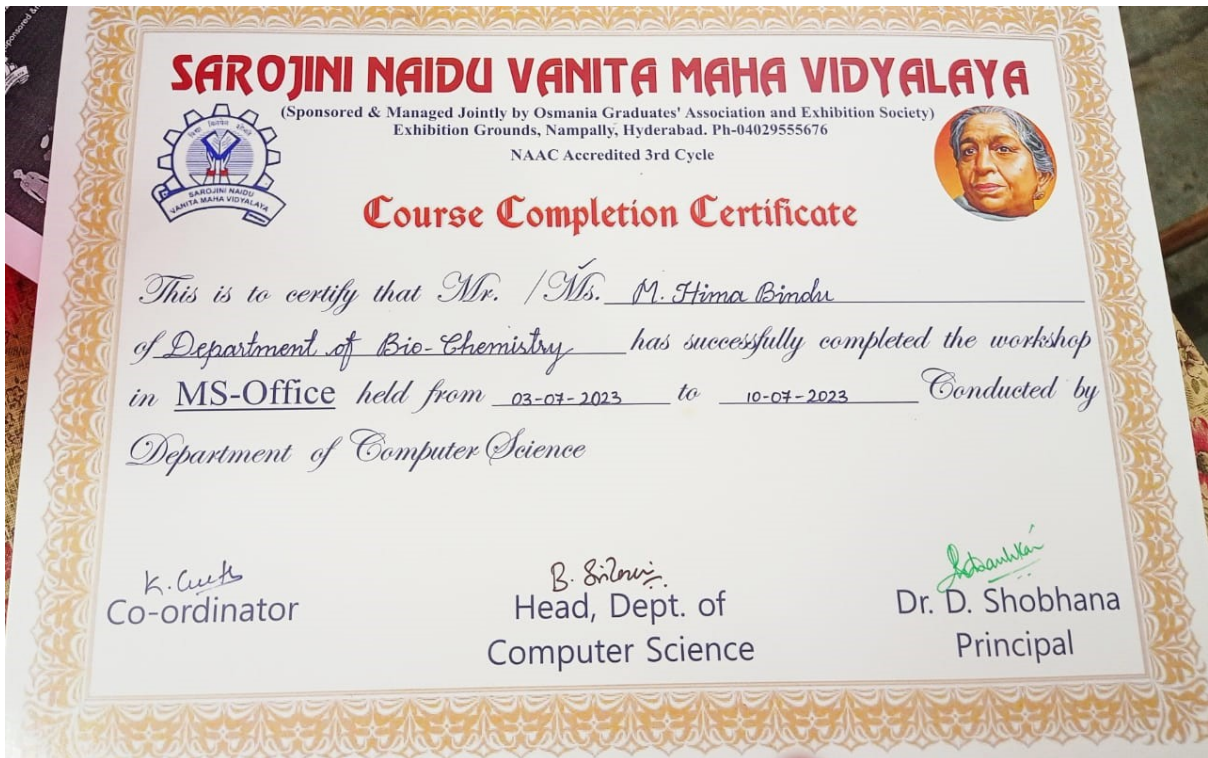 SAROJINI NAIDU VANITA MAHA VIDYALAYA
(Sponsored & Managed Jointly by Osmania Graduates' Association and Exhibition Society)
Exhibition Grounds, Nampally, Hyderabad. Ph-04029555676
NAAC Accredited 3rd Cycle
SAROJINI NAIDU
VANITA MAHA VIDYALAYA
Course Completion Certificate
This is to certify that Mr. /Ms. M. Hima Bindu
of Department of Bio-Chemistry has successfully completed the workshop
in MS-Office held from 03-07-2023 to 10-07-2023 Conducted by
Department of Computer Science
Co-ordinator
Head, Dept. of
Computer Science
Dr. D. Shobhana
Principal